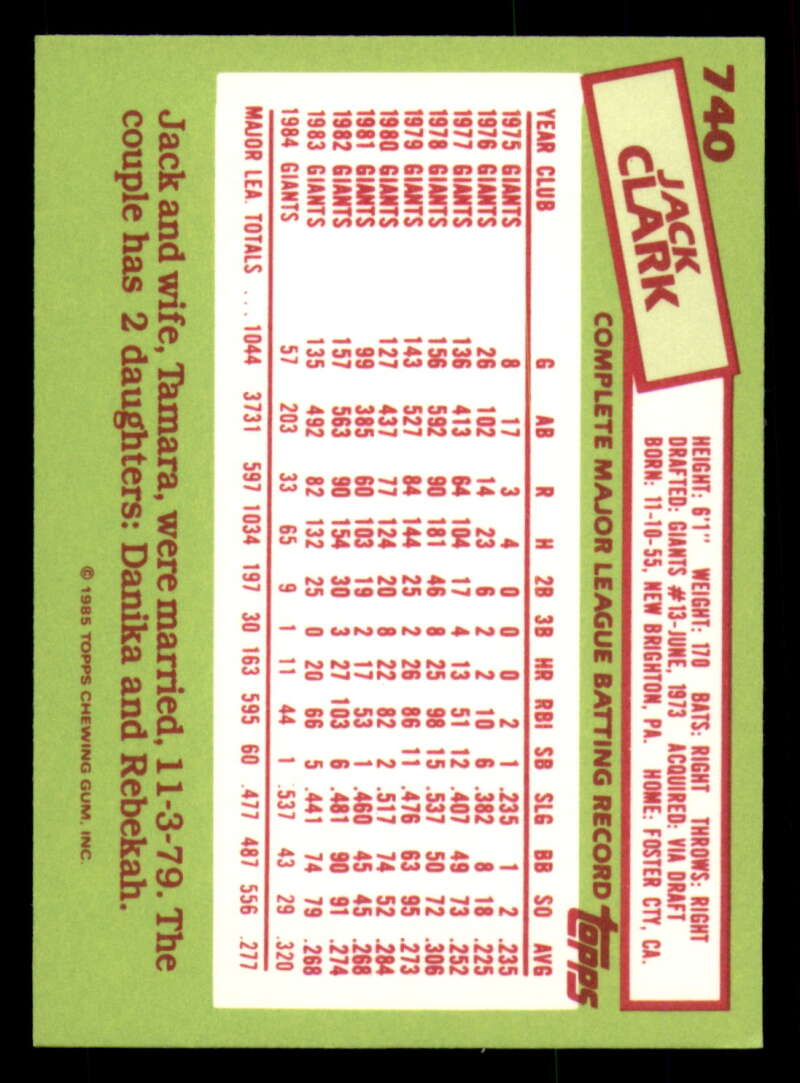 740
JACK
CLARK
HEIGHT: 6'1" WEIGHT: 170 BATS: RIGHT THROWS: RIGHT
DRAFTED: GIANTS #13-JUNE, 1973 ACQUIRED: VIA DRAFT
BORN: 11-10-55, NEW BRIGHTON, PA. HOME: FOSTER CTY, CA.
COMPLETE MAJOR LEAGUE BATTING RECORD topps
YEAR CLUB G AB R H 2B 3B HR RBI SB SLG BB SO AVG
1975 GIANTS 8 17 3 4 0 0 0 2 1 .235 1 2 .235
1976 GIANTS 26 102 14 23 6 2 2 10 6 .382 8 18 .225
1977 GIANTS 136 413 64 104 17 4 13 51 12 .407 49 73 .252
1978 GIANTS 156 592 90 181 46 8 25 98 15 .537 50 72 .306
1979 GIANTS 143 527 84 144 25 2 26 86 11 .476 63 95 .273
1980 GIANTS 127 437 77 124 20 8 22 82 2 .517 74 52 .284
1981 GIANTS 99 385 60 103 19 2 17 53 1 .460 45 45 .268
1982 GIANTS 157 563 90 154 30 3 27 103 6 .481 90 91 .274
1983 GIANTS 135 492 82 132 25 0 20 66 5 .441 74 79 .268
1984 GIANTS 57 203 33 65 9 1 11 44 1 .537 43 29 .320
MAJOR LEA. TOTALS ... 1044 3731 597 1034 197 30 163 595 60 .477 487 556 .277
Jack and wife, Tamara, were married, 11-3-79. The
couple has 2 daughters: Danika and Rebekah.
© 1985 TOPPS CHEWING GUM, INC.